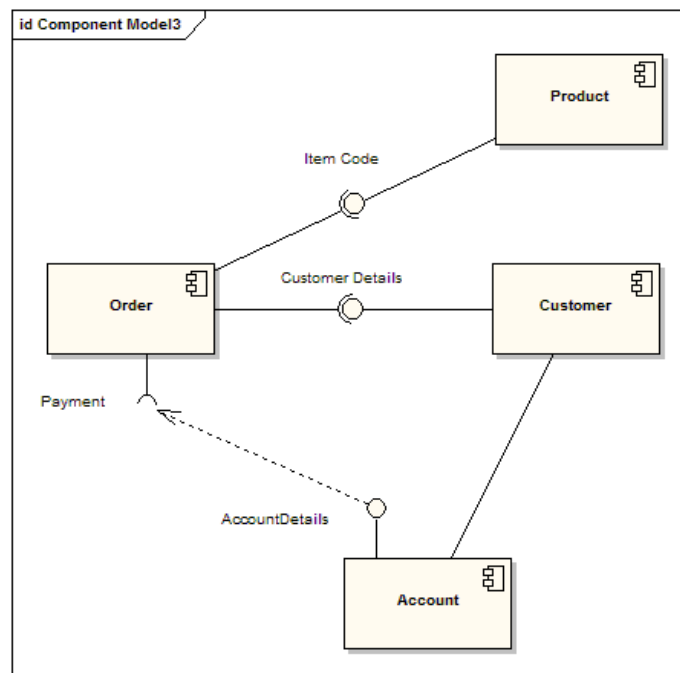 id Component Model3
Product
Item Code
Customer Details
Order
Customer
Payment
AccountDetails
Account